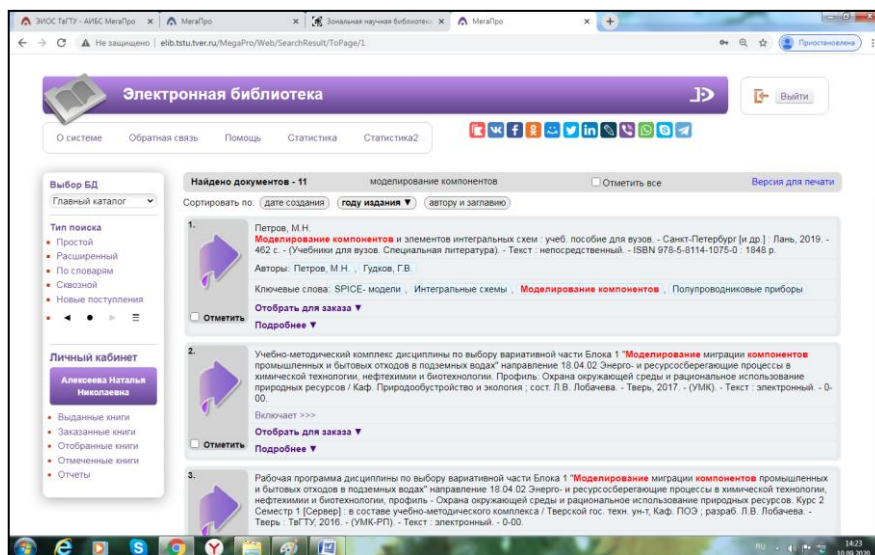 ЭИОС ТвГТУ - АИБС МегаПро
МегаПро
Зональная научная библиотека
МегаПро
Не защищено | elib.tstu.tver.ru/MegaPro/Web/SearchResult/ToPage/1
Приостановлена
Электронная библиотека
Выйти
О системе Обратная связь Помощь Статистика Статистика2
Выбор БД
Главный каталог
Тип поиска
Простой
Расширенный
По словарям
Сквозной
Новые поступления
Личный кабинет
Алексеева Наталья
Николаевна
Выданные книги
Заказанные книги
Отобранные книги
Отмеченные книги
Отчеты
Найдено документов - 11 моделирование компонентов Отметить все Версия для печати
Сортировать по: дате создания году издания ▼ автору и заглавию
1.
Петров, М.Н.
Моделирование компонентов и элементов интегральных схем : учеб. пособие для вузов. - Санкт-Петербург [и др.] : Лань, 2019. -
462 с. - (Учебники для вузов. Специальная литература). - Текст : непосредственный. - ISBN 978-5-8114-1075-0 : 1848 р.
Авторы: Петров, М.Н. , Гудков, Г.В.
Ключевые слова: SPICE- модели , Интегральные схемы , Моделирование компонентов , Полупроводниковые приборы
Отобрать для заказа ▼
Отметить
Подробнее ▼
2.
Учебно-методический комплекс дисциплины по выбору вариативной части Блока 1 "Моделирование миграции компонентов
промышленных и бытовых отходов в подземных водах" направление 18.04.02 Энерго- и ресурсосберегающие процессы в
химической технологии, нефтехимии и биотехнологии. Профиль: Охрана окружающей среды и рациональное использование
природных ресурсов / Каф. Природообустройство и экология ; сост. Л.В. Лобачева. - Тверь, 2017. - (УМК). - Текст : электронный. - 0-
00.
Включает >>>
Отобрать для заказа ▼
Отметить
Подробнее ▼
3.
Рабочая программа дисциплины по выбору вариативной части Блока 1 "Моделирование миграции компонентов промышленных
и бытовых отходов в подземных водах" направление 18.04.02 Энерго- и ресурсосберегающие процессы в химической технологии,
нефтехимии и биотехнологии, профиль - Охрана окружающей среды и рациональное использование природных ресурсов. Курс 2
Семестр 1 [Сервер] : в составе учебно-методического комплекса / Тверской гос. техн. ун-т, Каф. ПОЭ ; разраб. Л.В. Лобачева. -
Тверь : ТвГТУ, 2016. - (УМК-РП). - Текст : электронный. - 0-00.
RU
14:23
10.09.2020